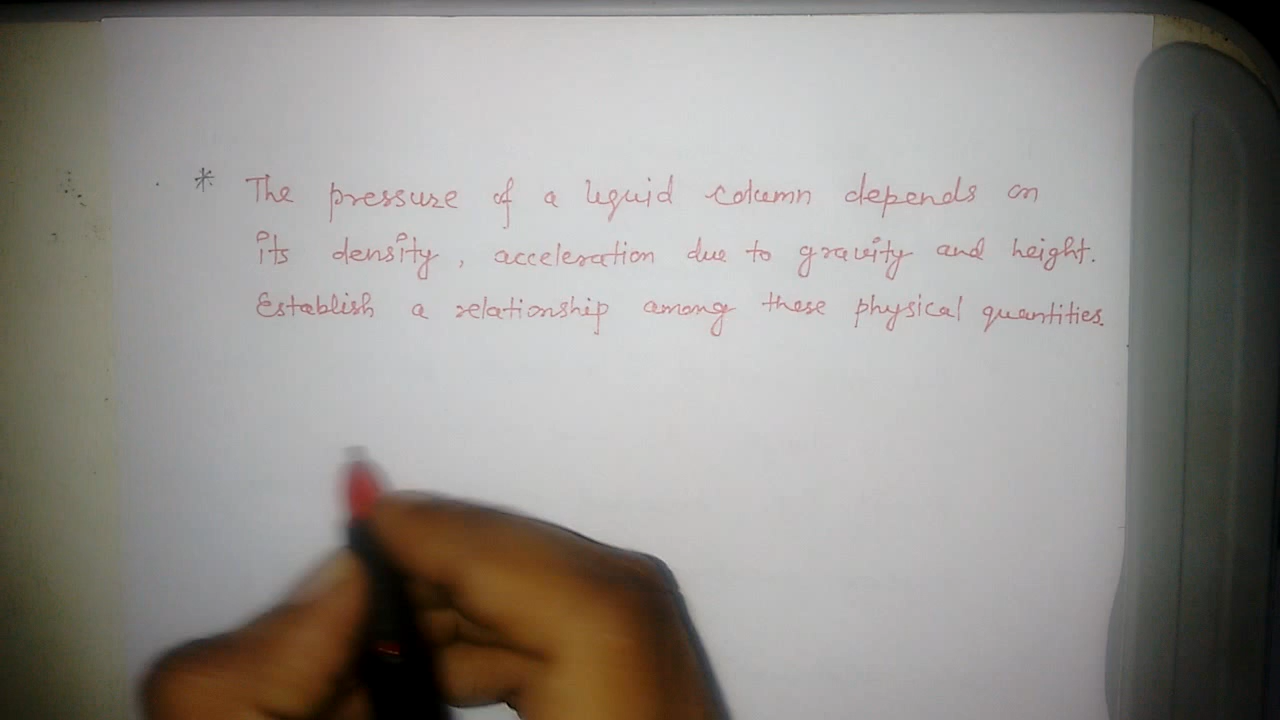 * The pressure of a liquid column depends on
its density, acceleration due to gravity and height.
Establish a relationship among these physical quantities.